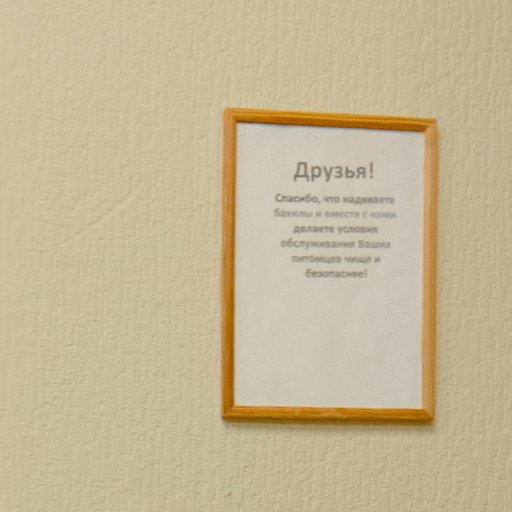 Друзья!
Спасибо, что надеваете
бахилы и вместе с нами
делаете условия
обслуживания Ваших
питомцев чище и
безопаснее!